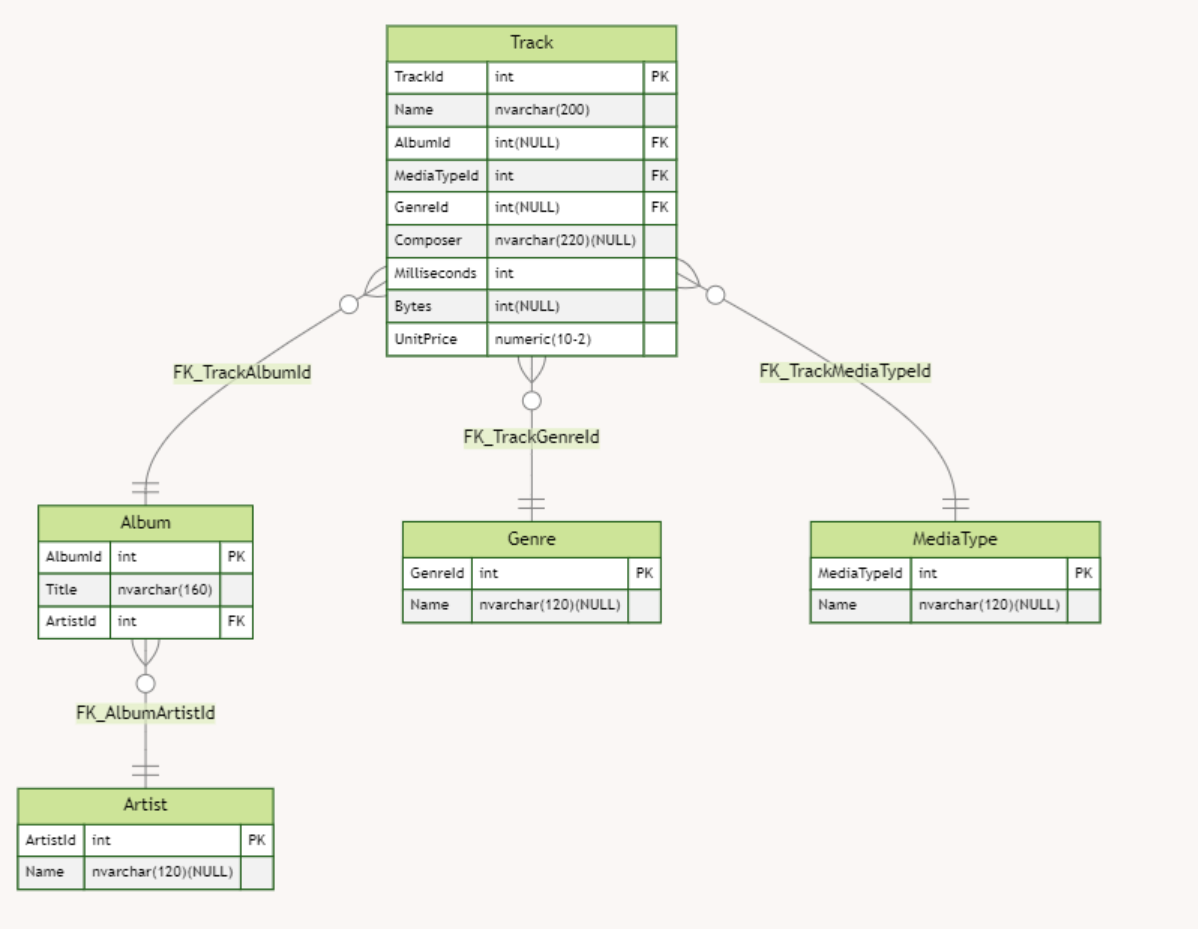 Track
TrackId int PK
Name nvarchar(200)
AlbumId int(NULL) FK
MediaTypeId int FK
GenreId int(NULL) FK
Composer nvarchar(220)(NULL)
Milliseconds int
Bytes int(NULL)
UnitPrice numeric(10-2)
FK_TrackAlbumId
FK_TrackMediaTypeId
FK_TrackGenreId
Album
AlbumId int PK
Title nvarchar(160)
ArtistId int FK
Genre
GenreId int PK
Name nvarchar(120)(NULL)
MediaType
MediaTypeId int PK
Name nvarchar(120)(NULL)
FK_AlbumArtistId
Artist
ArtistId int PK
Name nvarchar(120)(NULL)